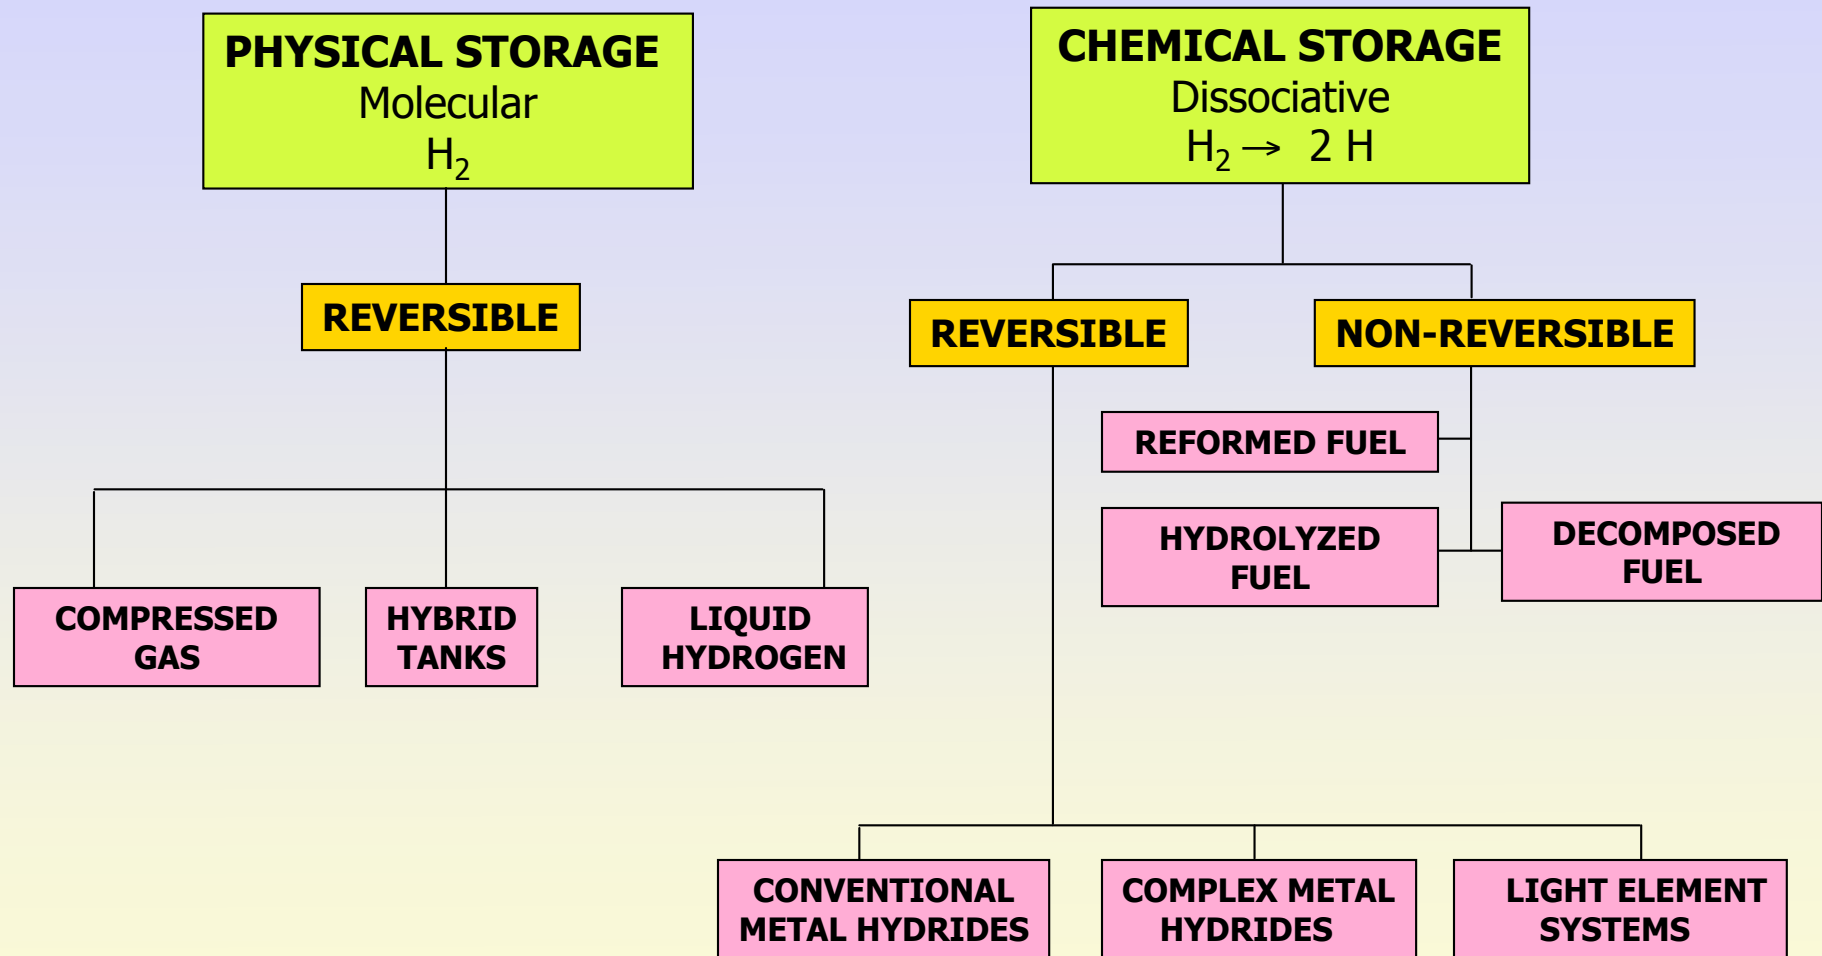 PHYSICAL STORAGE
Molecular
H₂
CHEMICAL STORAGE
Dissociative
H₂ → 2 H
REVERSIBLE
REVERSIBLE
NON-REVERSIBLE
REFORMED FUEL
HYDROLYZED
FUEL
DECOMPOSED
FUEL
COMPRESSED
GAS
HYBRID
TANKS
LIQUID
HYDROGEN
CONVENTIONAL
METAL HYDRIDES
COMPLEX METAL
HYDRIDES
LIGHT ELEMENT
SYSTEMS